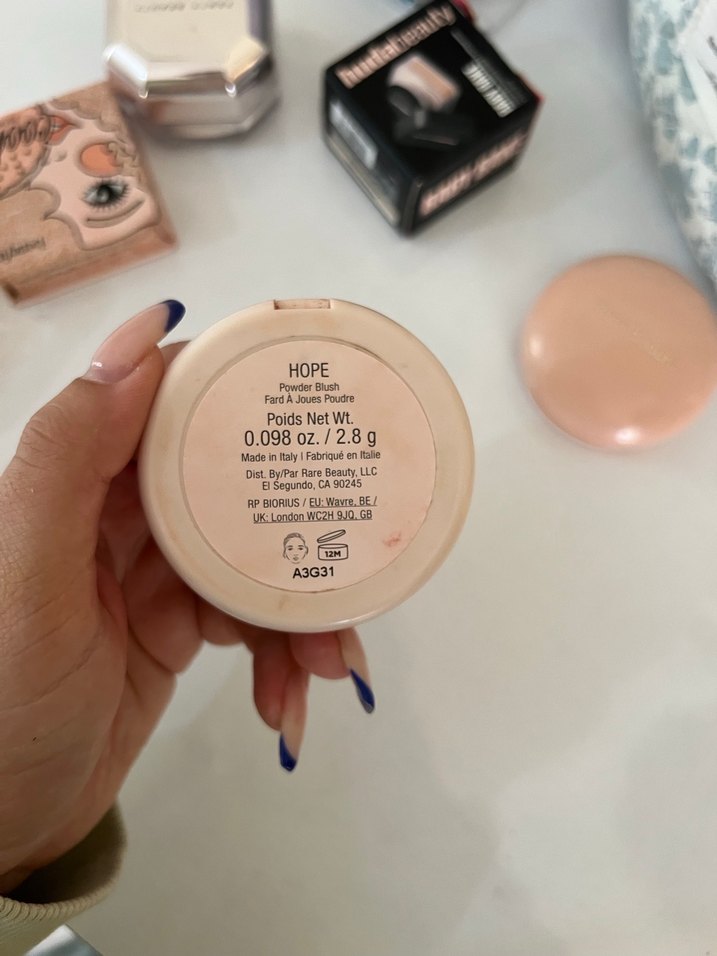 hudabeauty
HOPE
Powder Blush
Fard À Joues Poudre
Poids Net Wt.
0.098 oz. / 2.8 g
Made in Italy | Fabriqué en Italie
Dist. By/Par Rare Beauty, LLC
El Segundo, CA 90245
RP BIORIUS / EU: Wavre, BE /
UK: London WC2H 9JQ, GB
12M
A3G31